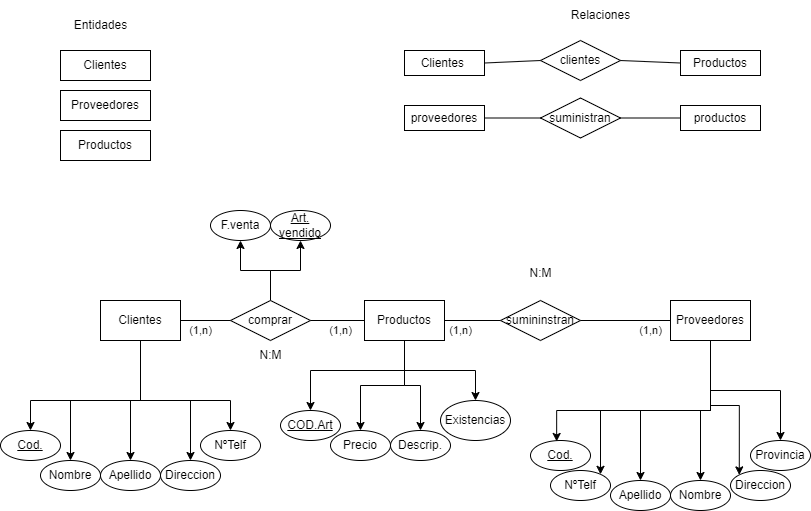 Entidades
Relaciones
Clientes
Proveedores
Productos
Clientes
clientes
Productos
proveedores
suministran
productos
F.venta
Art.
vendido
N:M
Clientes
(1,n)
comprar
(1,n)
Productos
(1,n)
sumininstran
(1,n)
Proveedores
N:M
Cod.
Nombre
Apellido
Direccion
NºTelf
COD.Art
Precio
Descrip.
Existencias
Cod.
NºTelf
Apellido
Nombre
Direccion
Provincia